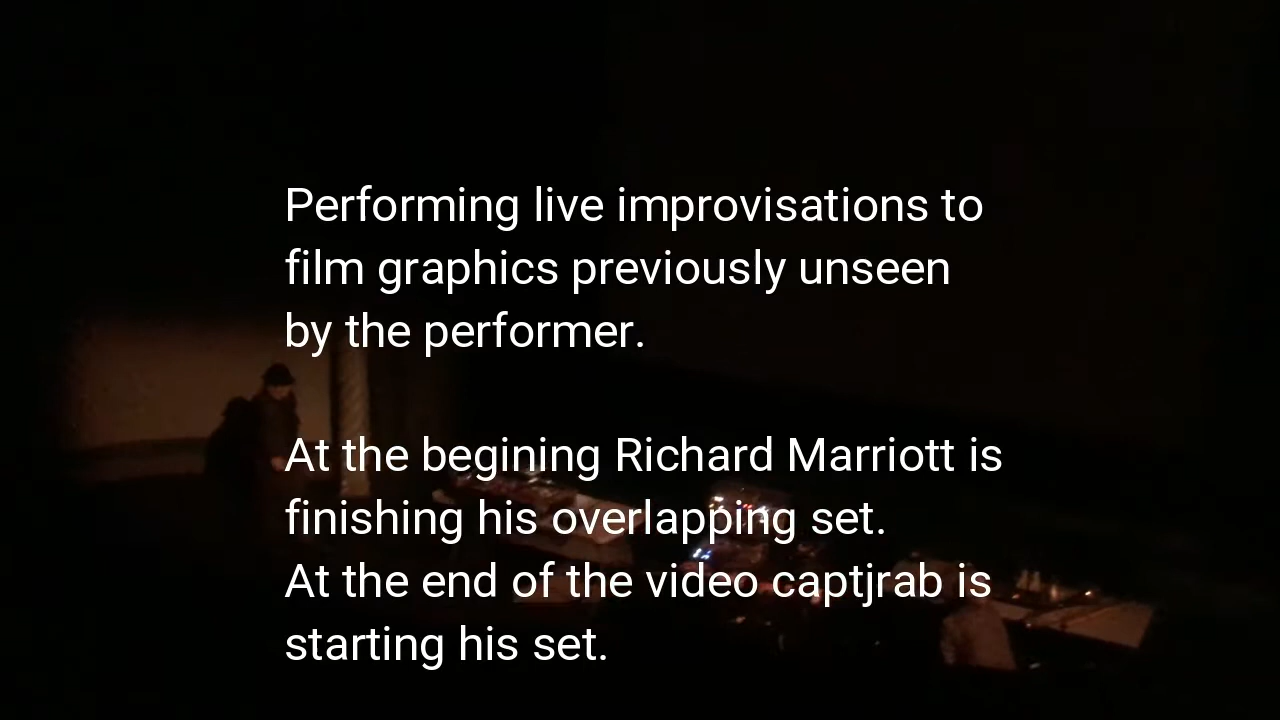 Performing live improvisations to
film graphics previously unseen
by the performer.
At the begining Richard Marriott is
finishing his overlapping set.
At the end of the video captjrab is
starting his set.